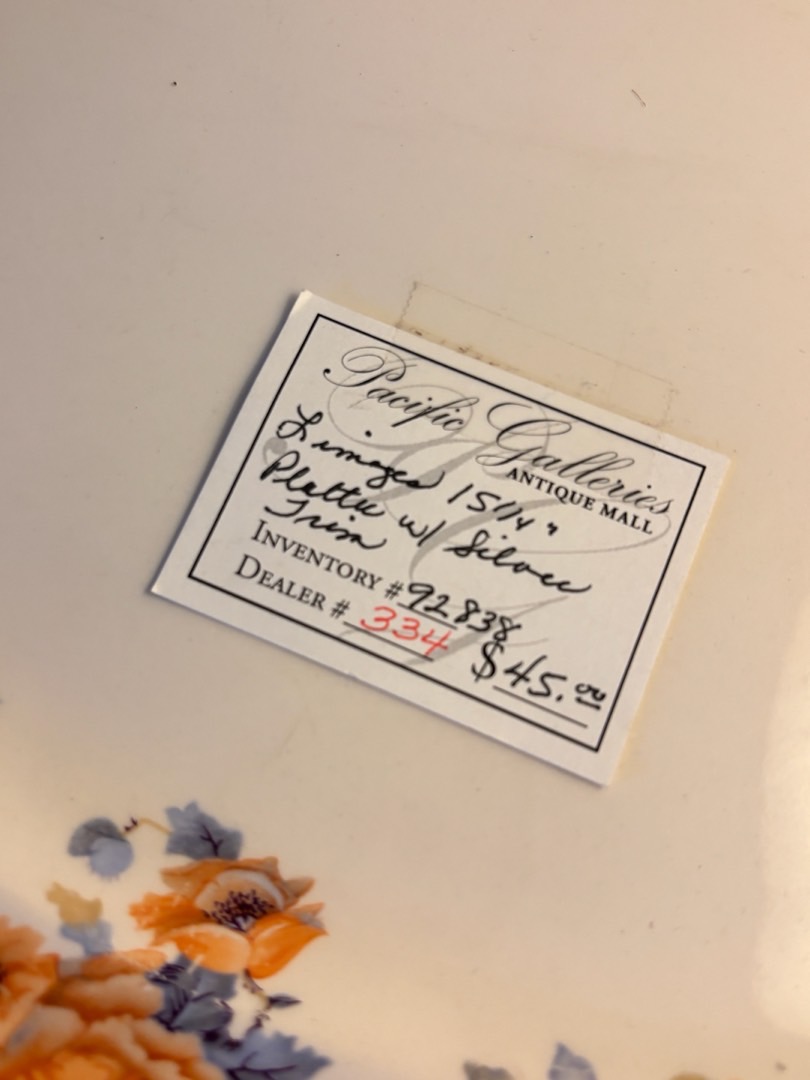 Pacific Galleries
ANTIQUE MALL
Limoges 15 1/4"
Platter w/ Silver
Trim
INVENTORY # 92838
DEALER # 334 $45.00